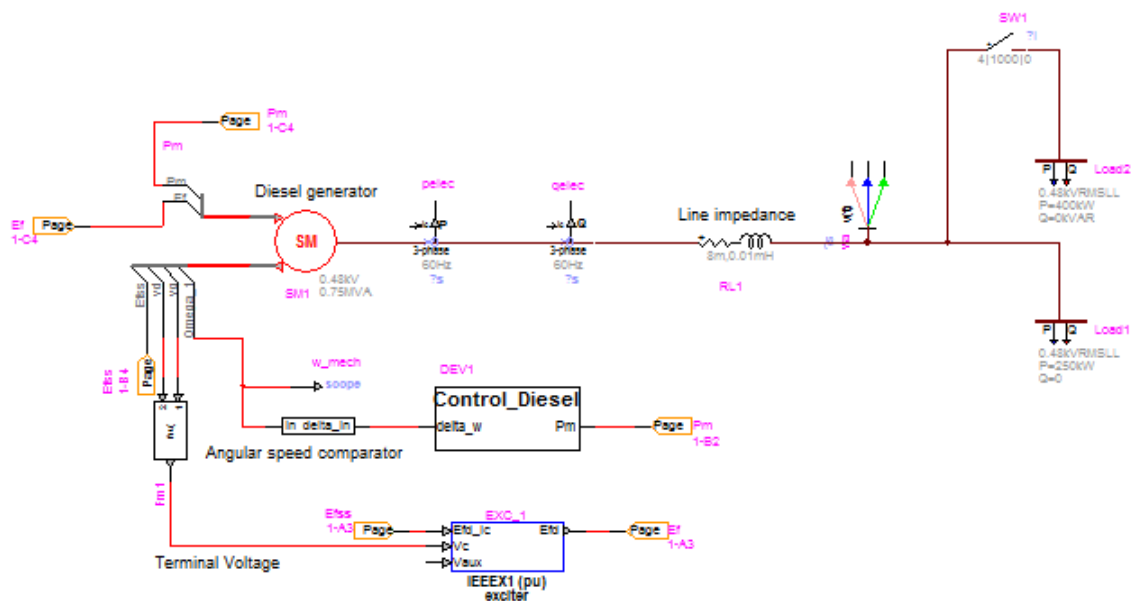 SW1
?i
4|1000|0
Page
Pm
1-C4
Pm
Pm
Ef
Ef
1-C4
Page
Diesel generator
SM
SM1
0.48kV
0.75MVA
pelec
P
3-phase
60Hz
?s
qelec
Q
3-phase
60Hz
?s
Line impedance
+
8m,0.01mH
RL1
v(t)
?s
P Q
Load2
0.48kVRMSLL
P=400kW
Q=0kVAR
P Q
Load1
0.48kVRMSLL
P=250kW
Q=0
Efss
vd
vq
Omega_1
Efss
1-B4
Page
2 1
Fm1
w_mech
scope
In delta_in
Angular speed comparator
DEV1
Control_Diesel
delta_w
Pm
Page
Pm
1-B2
Terminal Voltage
Efss
1-A3
Page
EXC_1
Efd_ic
Vc
Vaux
Efd
IEEEX1 (pu)
exciter
Page
Ef
1-A3